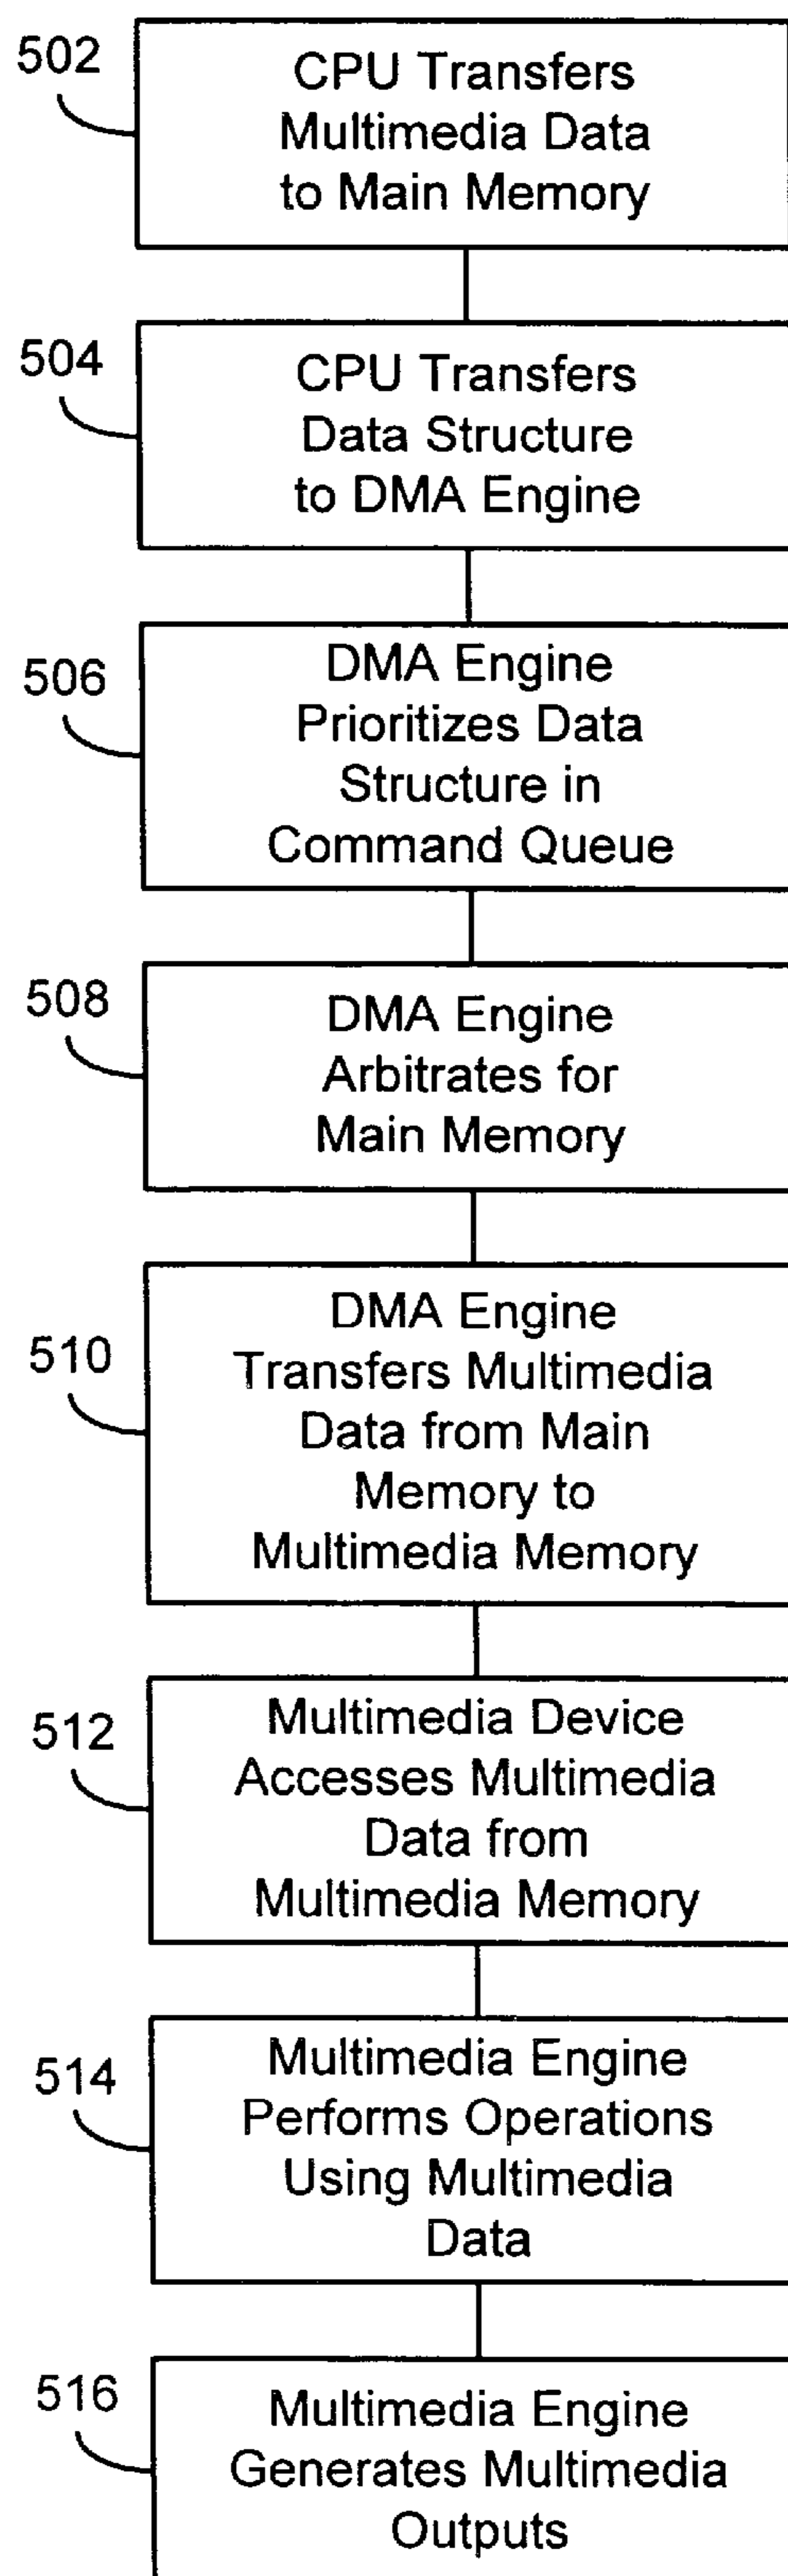 502
CPU Transfers
Multimedia Data
to Main Memory
504
CPU Transfers
Data Structure
to DMA Engine
506
DMA Engine
Prioritizes Data
Structure in
Command Queue
508
DMA Engine
Arbitrates for
Main Memory
510
DMA Engine
Transfers Multimedia
Data from Main
Memory to
Multimedia Memory
512
Multimedia Device
Accesses Multimedia
Data from
Multimedia Memory
514
Multimedia Engine
Performs Operations
Using Multimedia
Data
516
Multimedia Engine
Generates Multimedia
Outputs